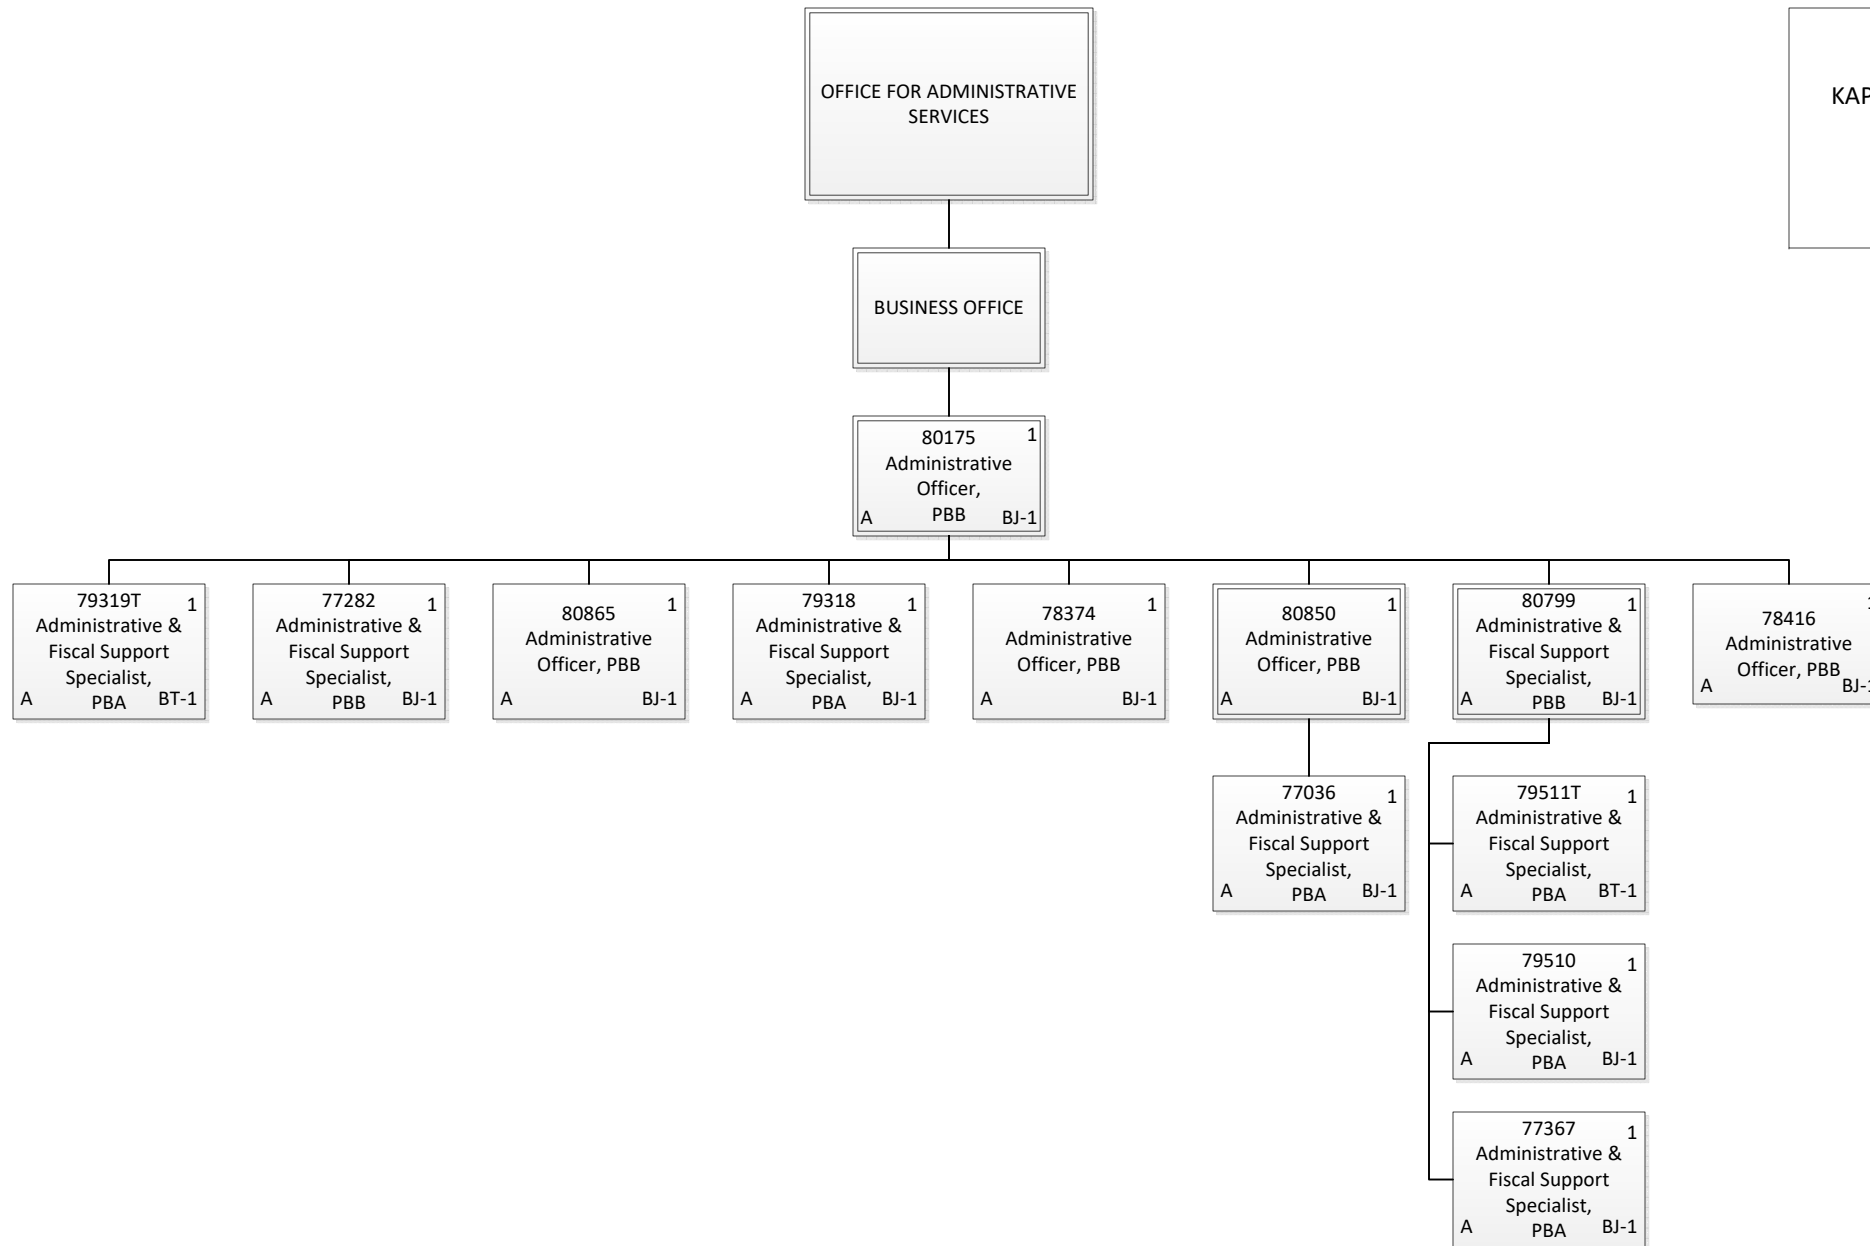 OFFICE FOR ADMINISTRATIVE
SERVICES
KAP
BUSINESS OFFICE
80175 1
Administrative
Officer,
A PBB BJ-1
79319T 1
Administrative &
Fiscal Support
Specialist,
A PBA BT-1
77282 1
Administrative &
Fiscal Support
Specialist,
A PBB BJ-1
80865 1
Administrative
Officer, PBB
A BJ-1
79318 1
Administrative &
Fiscal Support
Specialist,
A PBA BJ-1
78374 1
Administrative
Officer, PBB
A BJ-1
80850 1
Administrative
Officer, PBB
A BJ-1
80799 1
Administrative &
Fiscal Support
Specialist,
A PBB BJ-1
78416 1
Administrative
Officer, PBB
A BJ-1
77036 1
Administrative &
Fiscal Support
Specialist,
A PBA BJ-1
79511T 1
Administrative &
Fiscal Support
Specialist,
A PBA BT-1
79510 1
Administrative &
Fiscal Support
Specialist,
A PBA BJ-1
77367 1
Administrative &
Fiscal Support
Specialist,
A PBA BJ-1